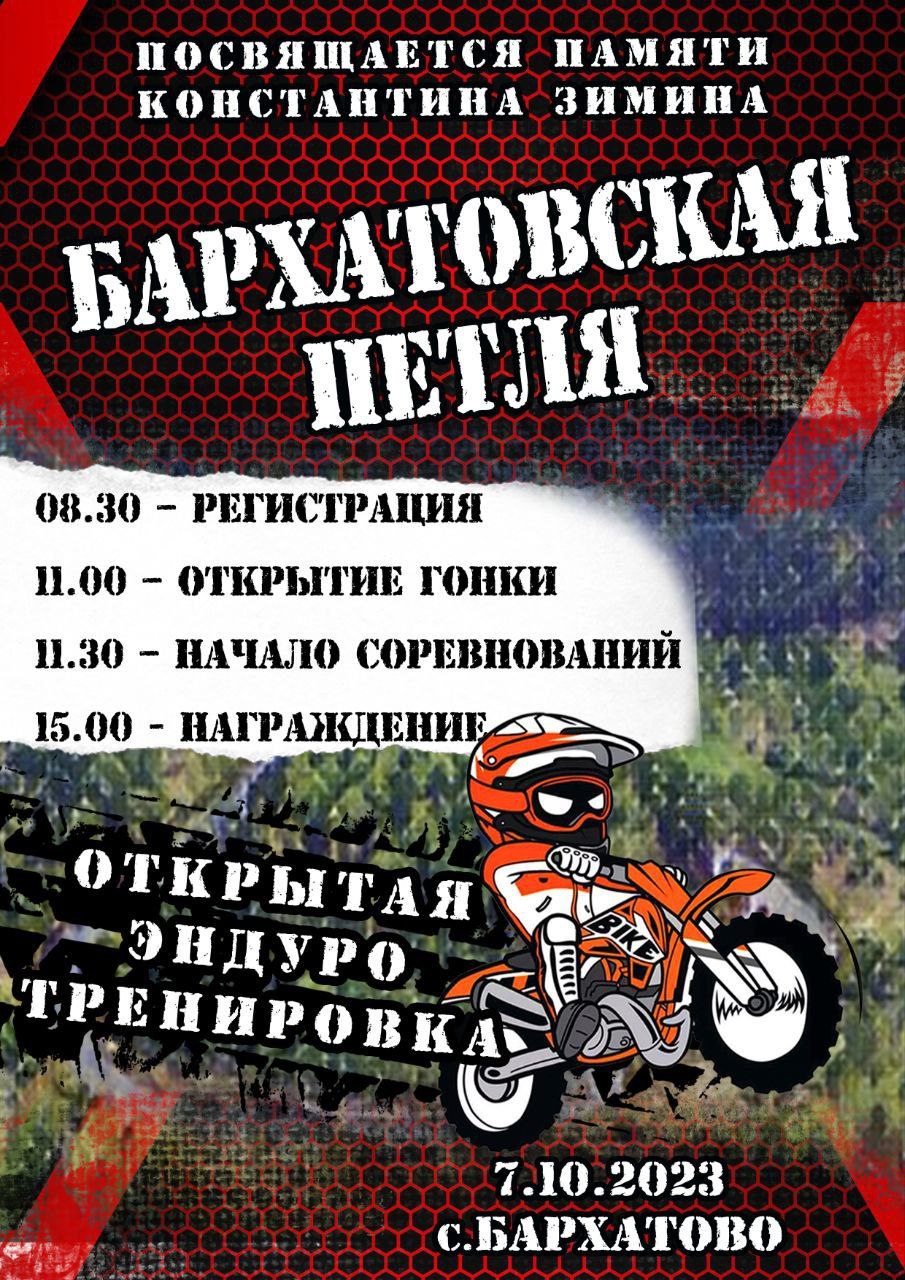 ПОСВЯЩАЕТСЯ ПАМЯТИ
КОНСТАНТИНА ЗИМИНА
БАРХАТОВСКАЯ
ПЕТЛЯ
08.30 – РЕГИСТРАЦИЯ
11.00 – ОТКРЫТИЕ ГОНКИ
11.30 – НАЧАЛО СОРЕВНОВАНИЙ
15.00 - НАГРАЖДЕНИЕ
ОТКРЫТАЯ
ЭНДУРО
ТРЕНИРОВКА
BIKE
7.10.2023
с.БАРХАТОВО